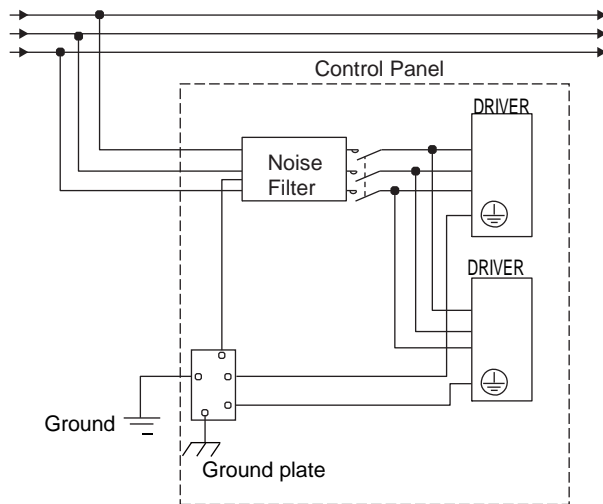 Control Panel
DRIVER
Noise
Filter
DRIVER
Ground
Ground plate